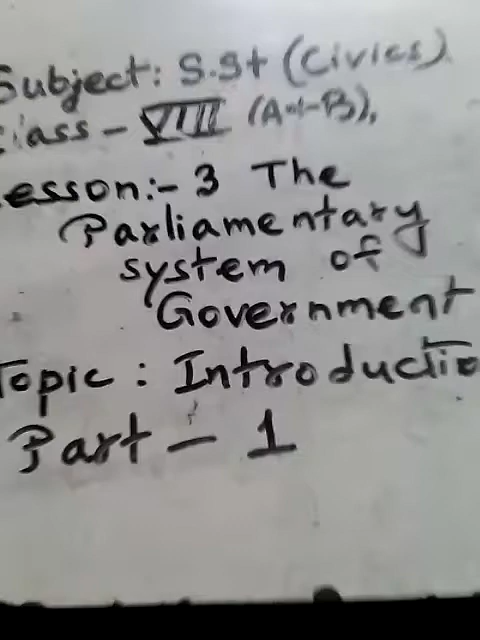 Subject: S.St (Civics)
Class - VIII (A+B),
Lesson:- 3 The
Parliamentary
system of
Government
Topic: Introductio
Part - 1